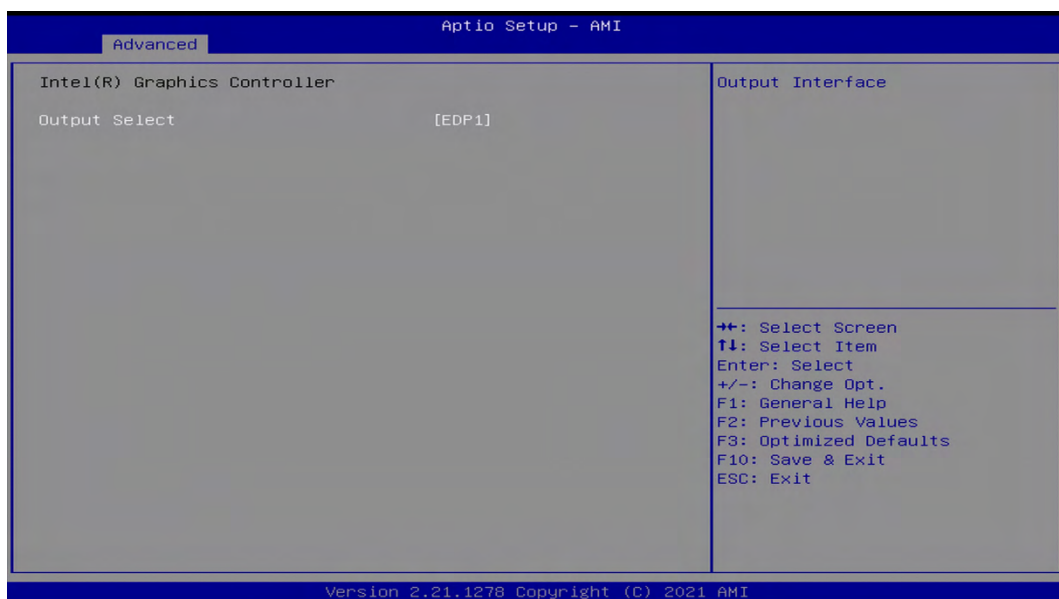 Aptio Setup – AMI
Advanced
Intel(R) Graphics Controller
Output Select [EDP1]
Output Interface
→←: Select Screen
↑↓: Select Item
Enter: Select
+/-: Change Opt.
F1: General Help
F2: Previous Values
F3: Optimized Defaults
F10: Save & Exit
ESC: Exit
Version 2.21.1278 Copyright (C) 2021 AMI